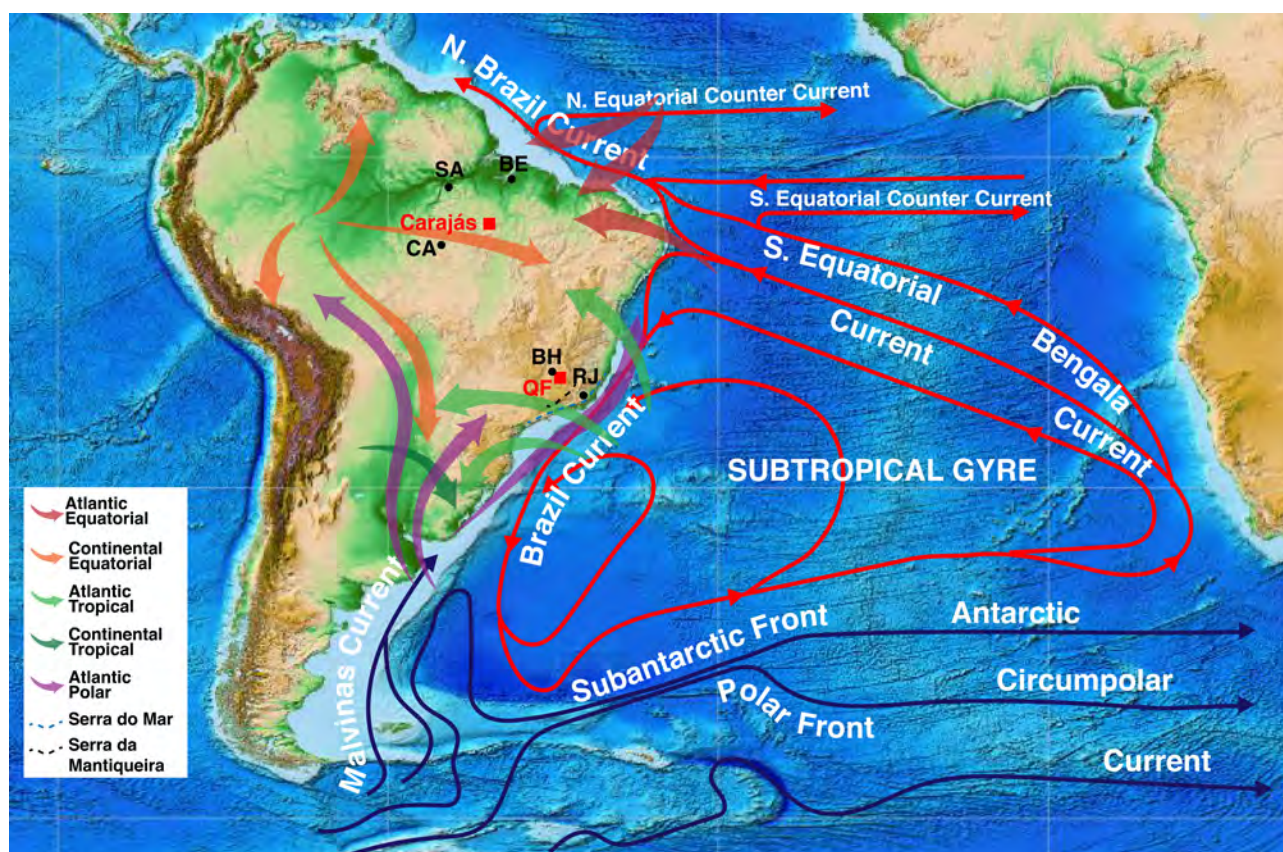 N. Brazil Current
N. Equatorial Counter Current
SA
BE
S. Equatorial Counter Current
Carajás
CA
S. Equatorial
Current
Bengala
Current
BH
QF
RJ
Brazil Current
SUBTROPICAL GYRE
Atlantic
Equatorial
Continental
Equatorial
Atlantic
Tropical
Continental
Tropical
Atlantic
Polar
Serra do Mar
Serra da
Mantiqueira
Malvinas Current
Subantarctic Front
Polar Front
Antarctic
Circumpolar
Current